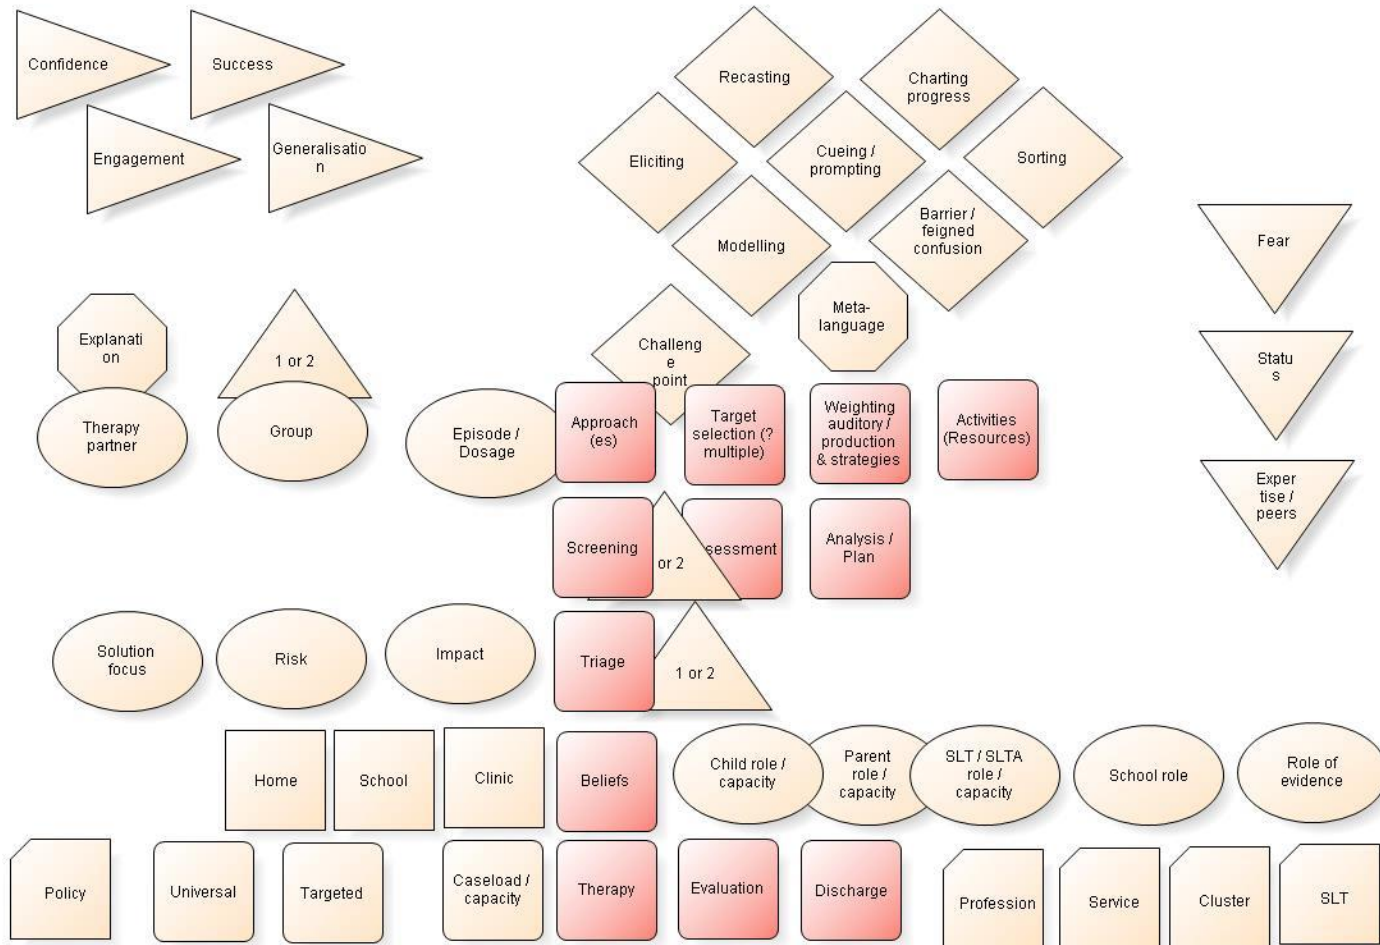 Confidence
Success
Engagement
Generalisatio
n
Recasting
Charting
progress
Eliciting
Cueing /
prompting
Sorting
Modelling
Barrier /
feigned
confusion
Fear
Explanati
on
1 or 2
Challeng
e
point
Meta-
language
Statu
s
Therapy
partner
Group
Episode /
Dosage
Approach
(es)
Target
selection (?
multiple)
Weighting
auditory /
production
& strategies
Activities
(Resources)
Exper
tise /
peers
Screening
or 2
sessment
Analysis /
Plan
Solution
focus
Risk
Impact
Triage
1 or 2
Home
School
Clinic
Beliefs
Child role /
capacity
Parent
role /
capacity
SLT / SLTA
role /
capacity
School role
Role of
evidence
Policy
Universal
Targeted
Caseload /
capacity
Therapy
Evaluation
Discharge
Profession
Service
Cluster
SLT